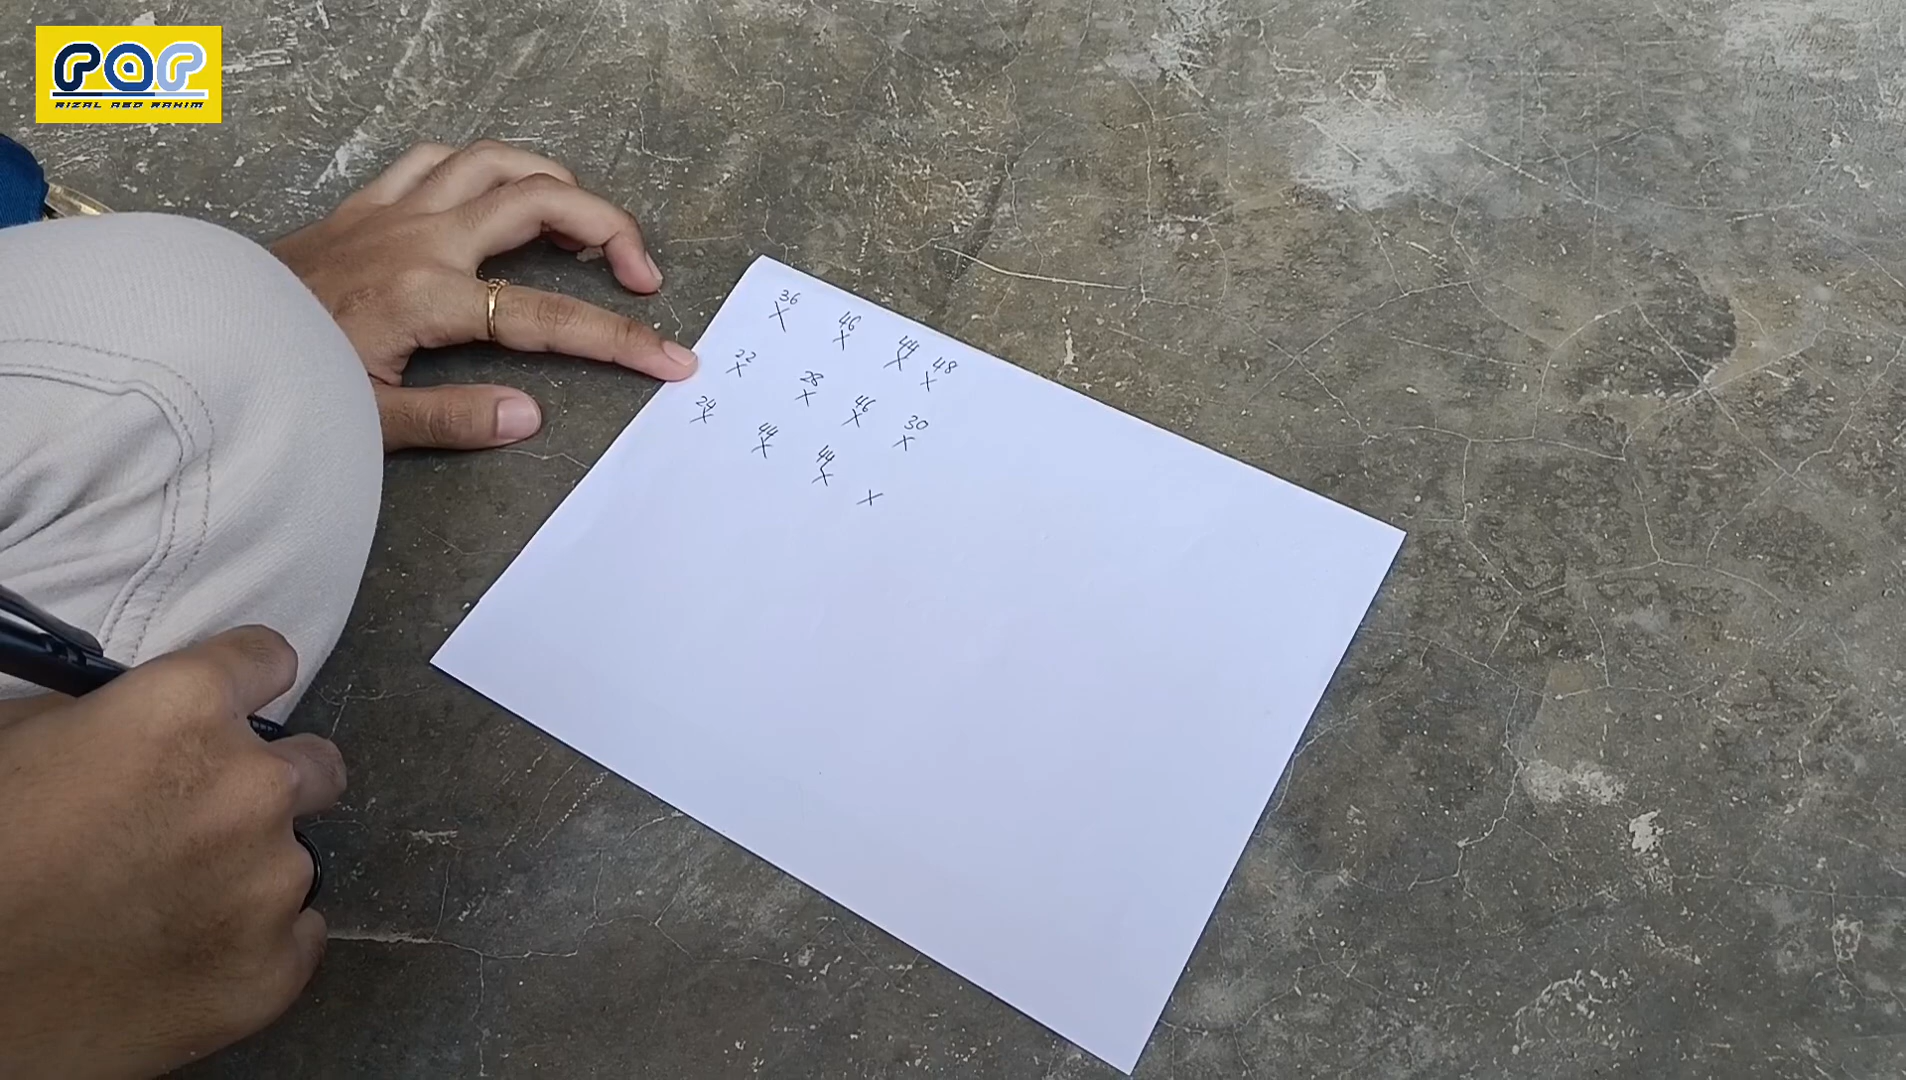 rar
RIZAL ABD RAHIM
36 46 44 48
X X X X
22 28 46 30
X X X X
24 44 44
X X X X